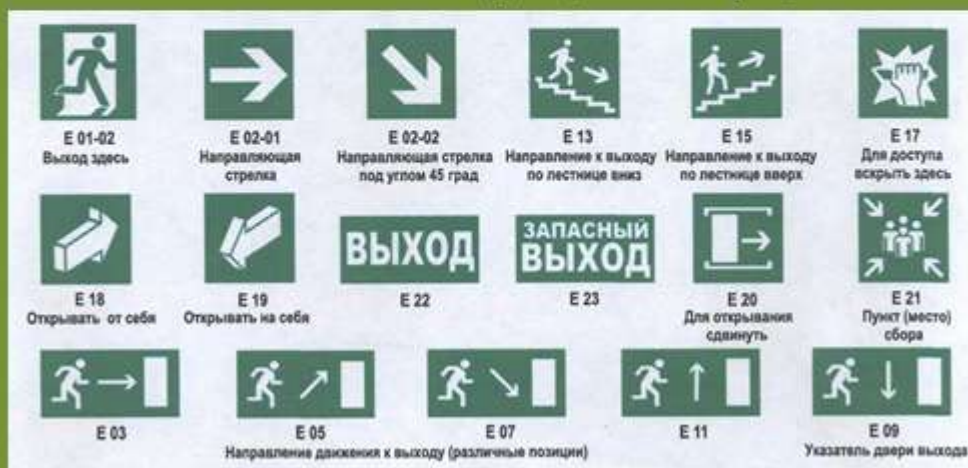 E 01-02
Выход здесь
E 02-01
Направляющая
стрелка
E 02-02
Направляющая стрелка
под углом 45 град
E 13
Направление к выходу
по лестнице вниз
E 15
Направление к выходу
по лестнице вверх
E 17
Для доступа
вскрыть здесь
E 18
Открывать от себя
E 19
Открывать на себя
ВЫХОД
E 22
ЗАПАСНЫЙ
ВЫХОД
E 23
E 20
Для открывания
сдвинуть
E 21
Пункт (место)
сбора
E 03
E 05
E 07
E 11
E 09
Направление движения к выходу (различные позиции)
Указатель двери выхода